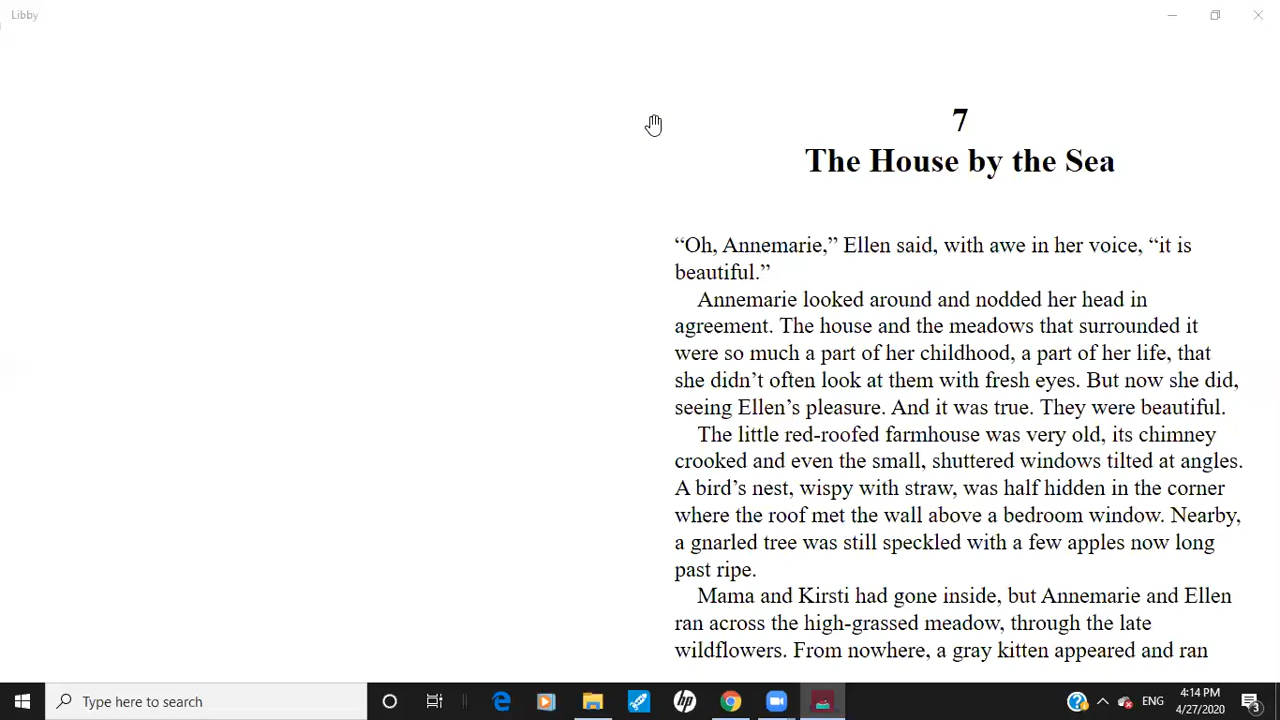 Libby
7
The House by the Sea
“Oh, Annemarie,” Ellen said, with awe in her voice, “it is
beautiful.”
Annemarie looked around and nodded her head in
agreement. The house and the meadows that surrounded it
were so much a part of her childhood, a part of her life, that
she didn’t often look at them with fresh eyes. But now she did,
seeing Ellen’s pleasure. And it was true. They were beautiful.
The little red-roofed farmhouse was very old, its chimney
crooked and even the small, shuttered windows tilted at angles.
A bird’s nest, wispy with straw, was half hidden in the corner
where the roof met the wall above a bedroom window. Nearby,
a gnarled tree was still speckled with a few apples now long
past ripe.
Mama and Kirsti had gone inside, but Annemarie and Ellen
ran across the high-grassed meadow, through the late
wildflowers. From nowhere, a gray kitten appeared and ran
Type here to search
hp
ENG
4:14 PM
4/27/2020
3